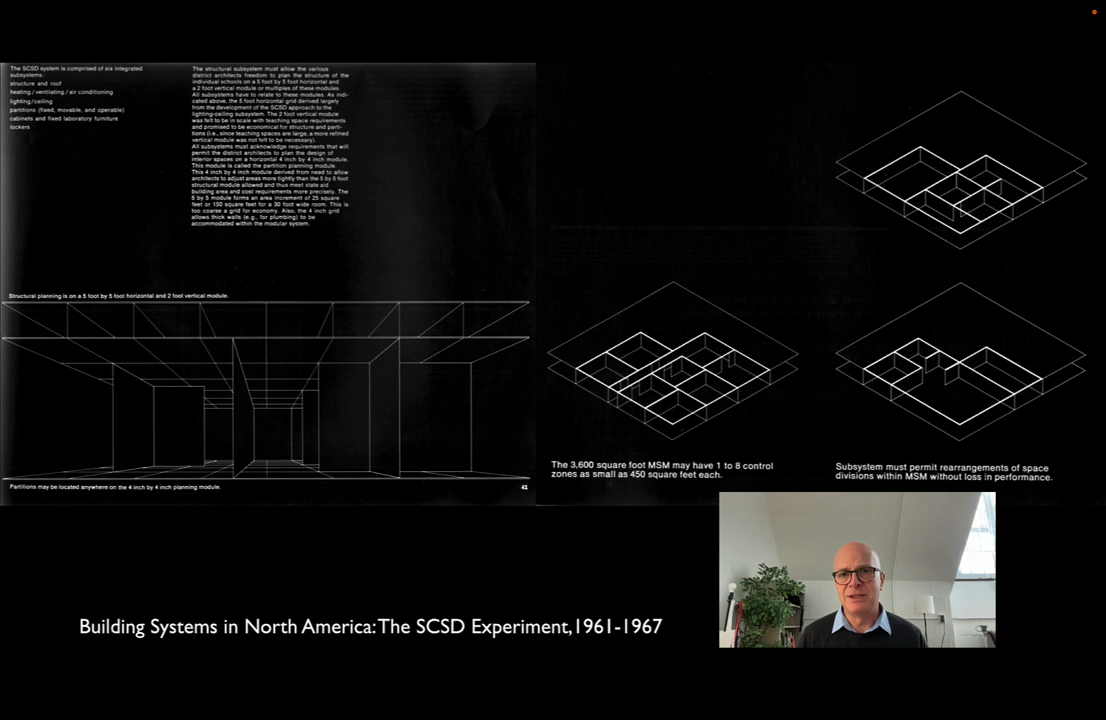 The SCSD system is comprised of six integrated
subsystems:
structure and roof
heating/ventilating/air conditioning
lighting/ceiling
partitions (fixed, movable, and operable)
cabinets and fixed laboratory furniture
lockers
The structural subsystem must allow the various
district architects freedom to plan the structure of the
individual schools on a 5 foot by 5 foot horizontal and
a 2 foot vertical module or multiples of these modules.
All subsystems have to relate to these modules. As indi-
cated above, the 5 foot horizontal grid derived largely
from the development of the SCSD approach to the
lighting-ceiling subsystem. The 2 foot vertical module
was felt to be in scale with teaching space requirements
and promised to be economical for structure and parti-
tions (i.e., since teaching spaces are large, a more refined
vertical module was not felt to be necessary).
All subsystems must acknowledge requirements that will
permit the district architects to plan the design of
interior spaces on a horizontal 4 inch by 4 inch module.
This module is called the partition planning module.
This 4 inch by 4 inch module derived from need to allow
architects to adjust areas more tightly than the 5 by 5 foot
structural module allowed and thus meet state aid
building area and cost requirements more precisely. The
5 by 5 module forms an area increment of 25 square
feet or 150 square feet for a 30 foot wide room. This is
too coarse a grid for economy. Also, the 4 inch grid
allows thick walls (e.g., for plumbing) to be
accommodated within the modular system.
Structural planning is on a 5 foot by 5 foot horizontal and 2 foot vertical module.
Partitions may be located anywhere on the 4 inch by 4 inch planning module.
41
The 3,600 square foot MSM may have 1 to 8 control
zones as small as 450 square feet each.
Subsystem must permit rearrangements of space
divisions within MSM without loss in performance.
Building Systems in North America: The SCSD Experiment, 1961-1967